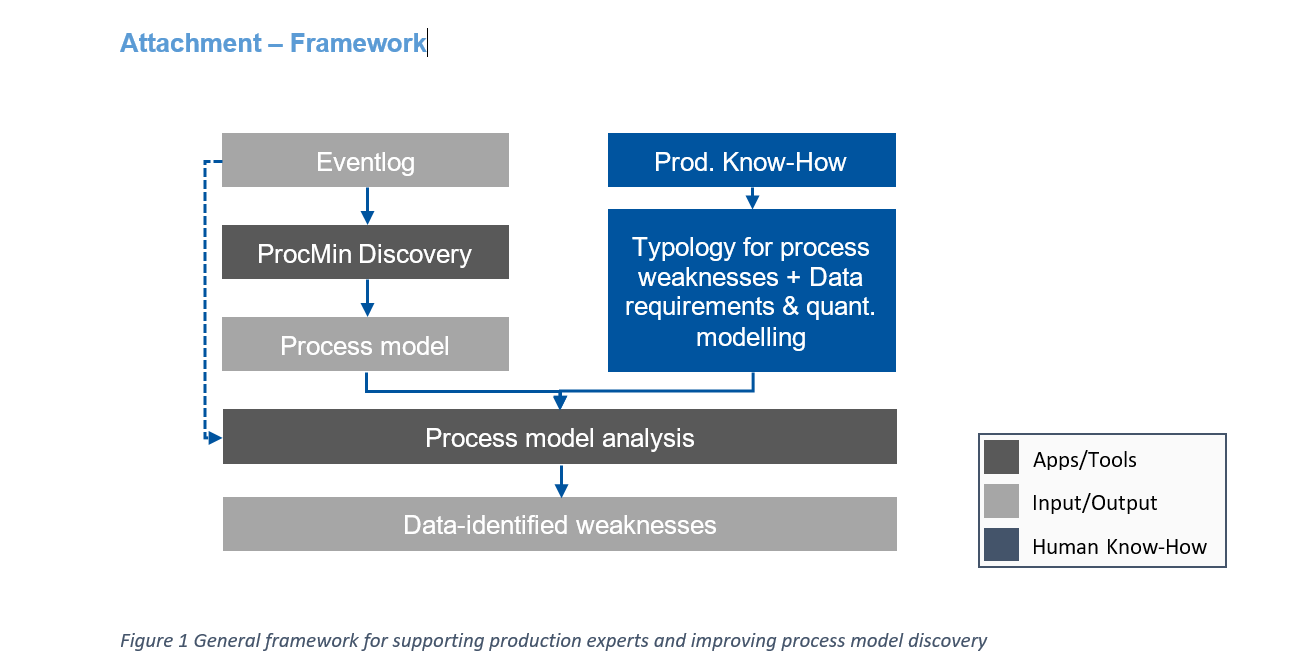 Attachment – Framework
Eventlog
Prod. Know-How
ProcMin Discovery
Typology for process
weaknesses + Data
requirements & quant.
modelling
Process model
Process model analysis
Data-identified weaknesses
Apps/Tools
Input/Output
Human Know-How
Figure 1 General framework for supporting production experts and improving process model discovery